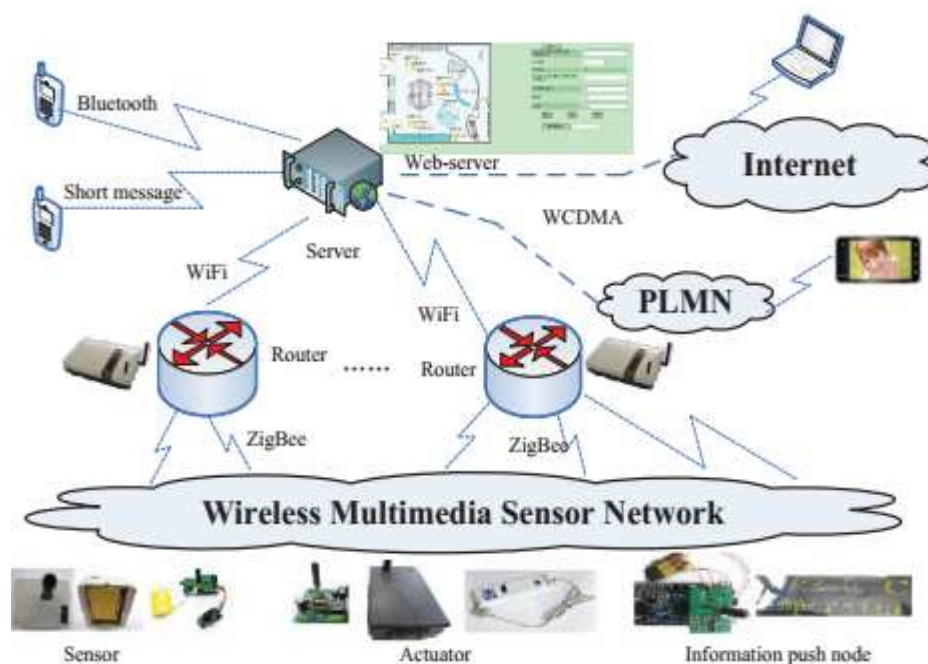 Bluetooth
Web-server
Internet
Short message
WCDMA
Server
WiFi
PLMN
WiFi
Router
......
Router
ZigBee
ZigBee
Wireless Multimedia Sensor Network
Sensor
Actuator
Information push node